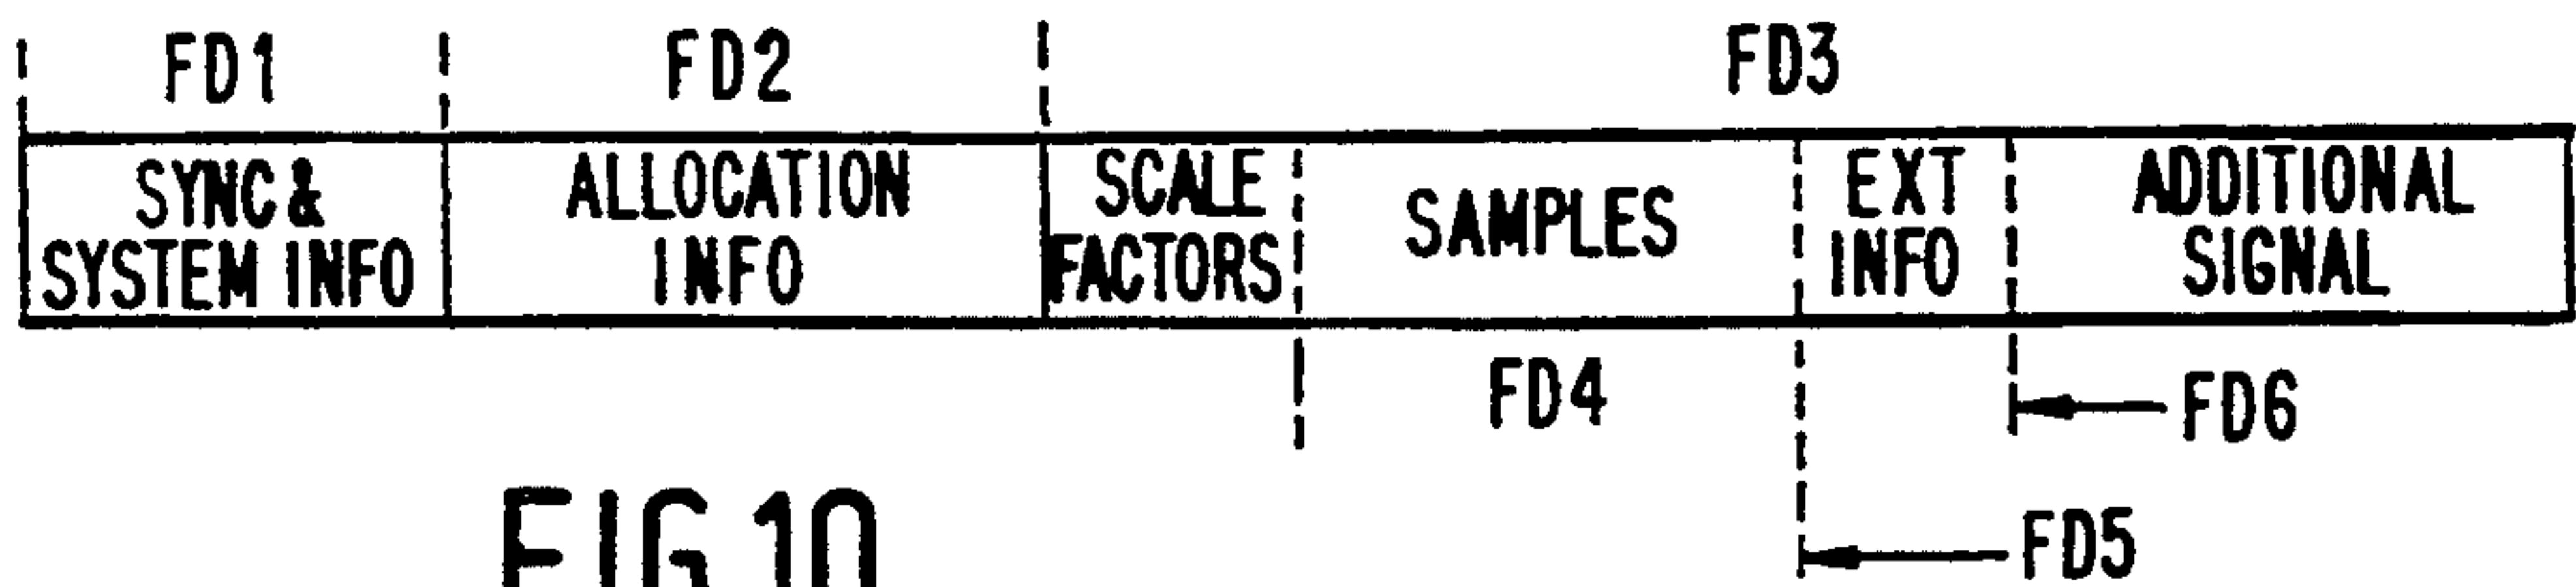 FD1 FD2 FD3
SYNC &
SYSTEM INFO
ALLOCATION
INFO
SCALE
FACTORS
SAMPLES
EXT
INFO
ADDITIONAL
SIGNAL
FD4
FD6
FD5
FIG.10